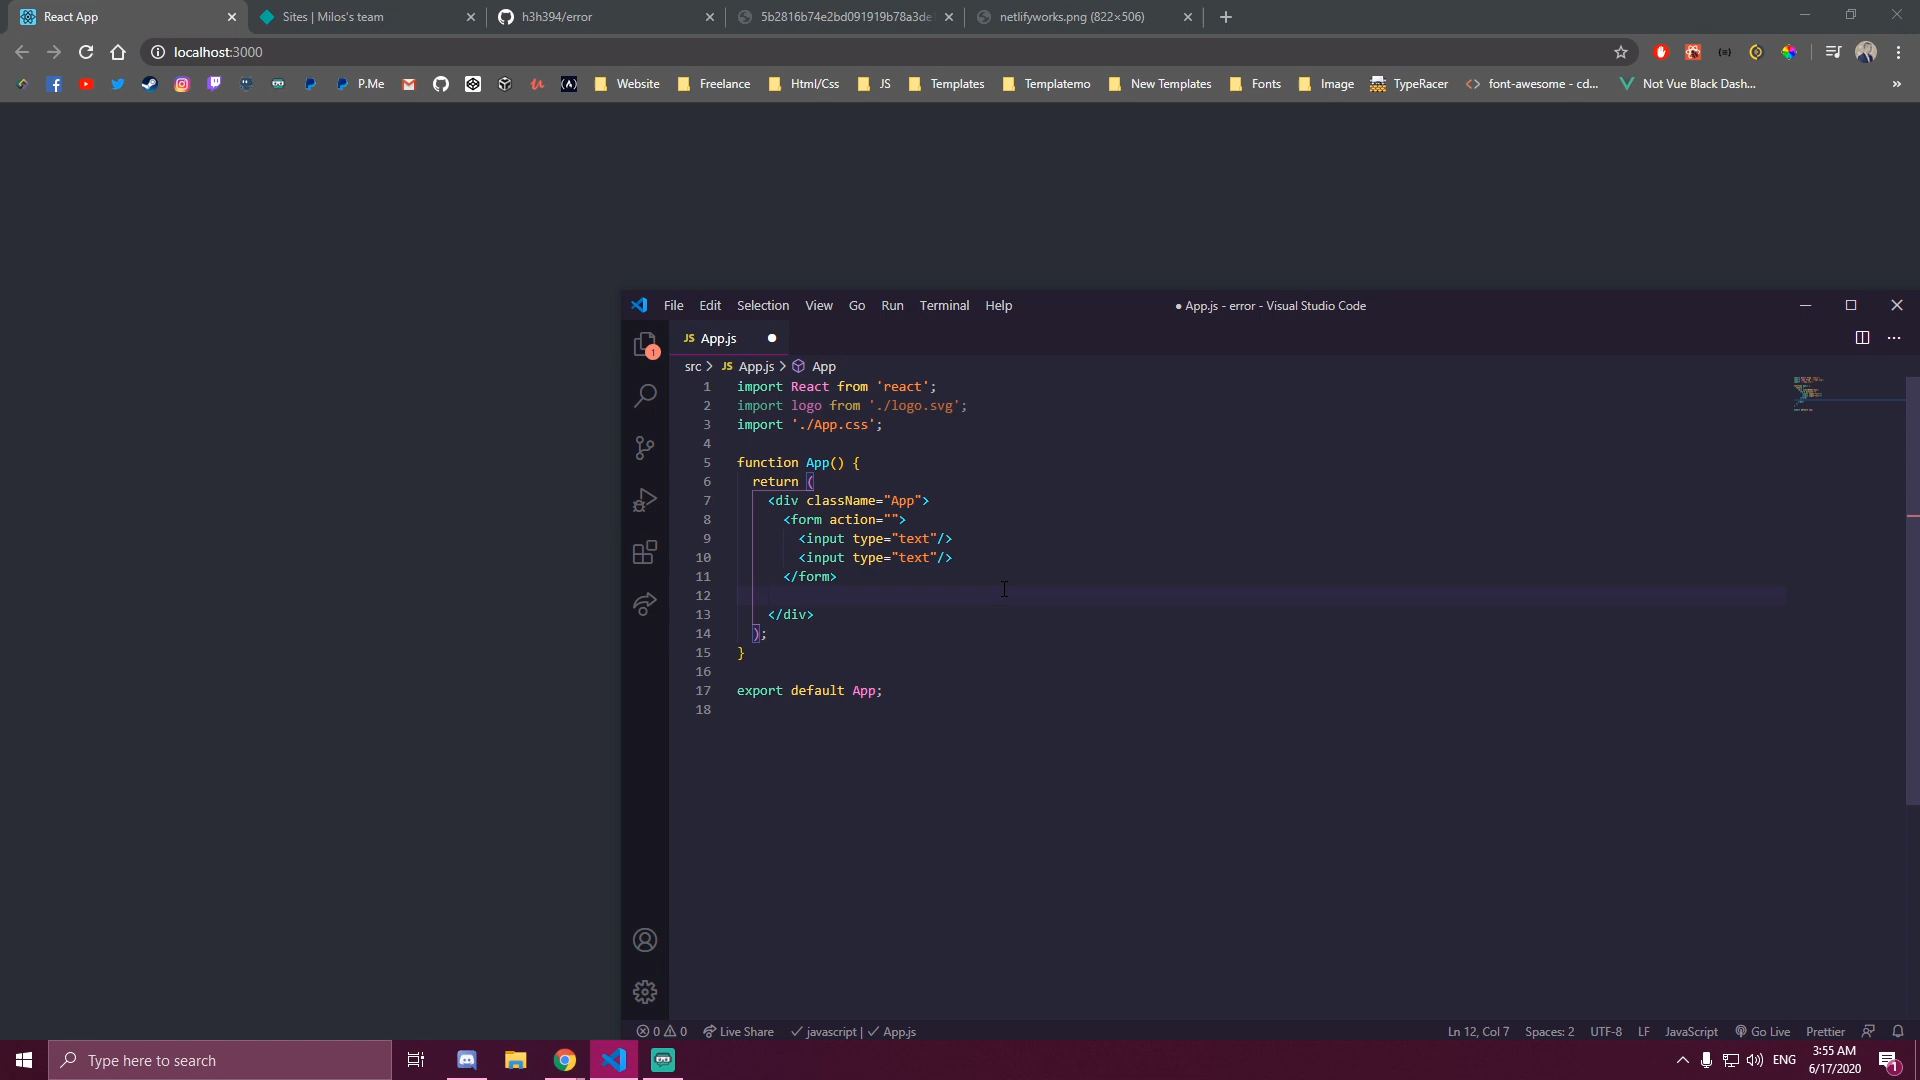 React App
Sites | Milos's team
h3h394/error
5b2816b74e2bd091919b78a3de
netlifyworks.png (822×506)
localhost:3000
P.Me
Website
Freelance
Html/Css
JS
Templates
Templatemo
New Templates
Fonts
Image
TypeRacer
font-awesome - cd...
Not Vue Black Dash...
»
File Edit Selection View Go Run Terminal Help
● App.js - error - Visual Studio Code
JS App.js
1
src > JS App.js > App
1 import React from 'react';
2 import logo from './logo.svg';
3 import './App.css';
4
5 function App() {
6 return (
7 <div className="App">
8 <form action="">
9 <input type="text"/>
10 <input type="text"/>
11 </form>
12
13 </div>
14 );
15 }
16
17 export default App;
18
0 0 Live Share javascript | App.js
Ln 12, Col 7 Spaces: 2 UTF-8 LF JavaScript Go Live Prettier
Type here to search
ENG
3:55 AM
6/17/2020
1